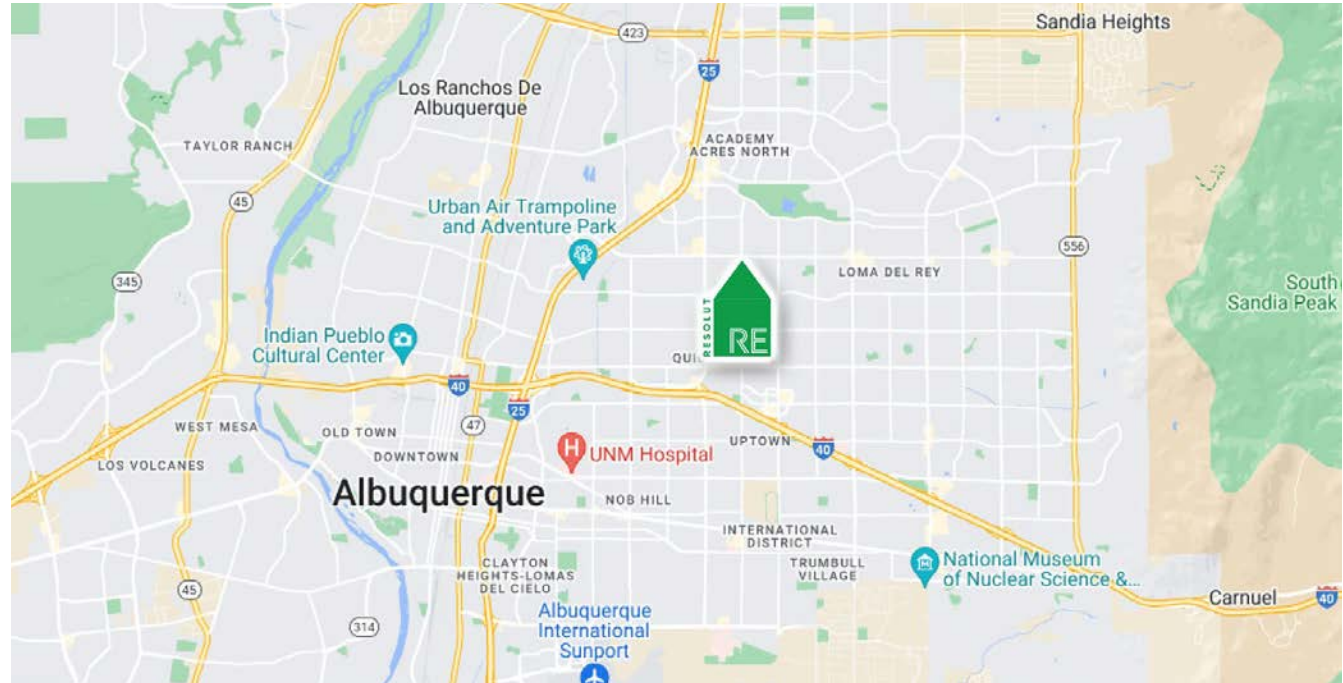 Sandia Heights
423
25
Los Ranchos De
Albuquerque
TAYLOR RANCH
ACADEMY
ACRES NORTH
45
Urban Air Trampoline
and Adventure Park
556
345
LOMA DEL REY
South
Sandia Peak
RESOLUT
RE
Indian Pueblo
Cultural Center
QUI
40
25
47
WEST MESA
OLD TOWN
DOWNTOWN
UPTOWN
40
LOS VOLCANES
H
UNM Hospital
Albuquerque
NOB HILL
INTERNATIONAL
DISTRICT
CLAYTON
HEIGHTS-LOMAS
DEL CIELO
TRUMBULL
VILLAGE
National Museum
of Nuclear Science &...
45
Carnuel
40
314
Albuquerque
International
Sunport